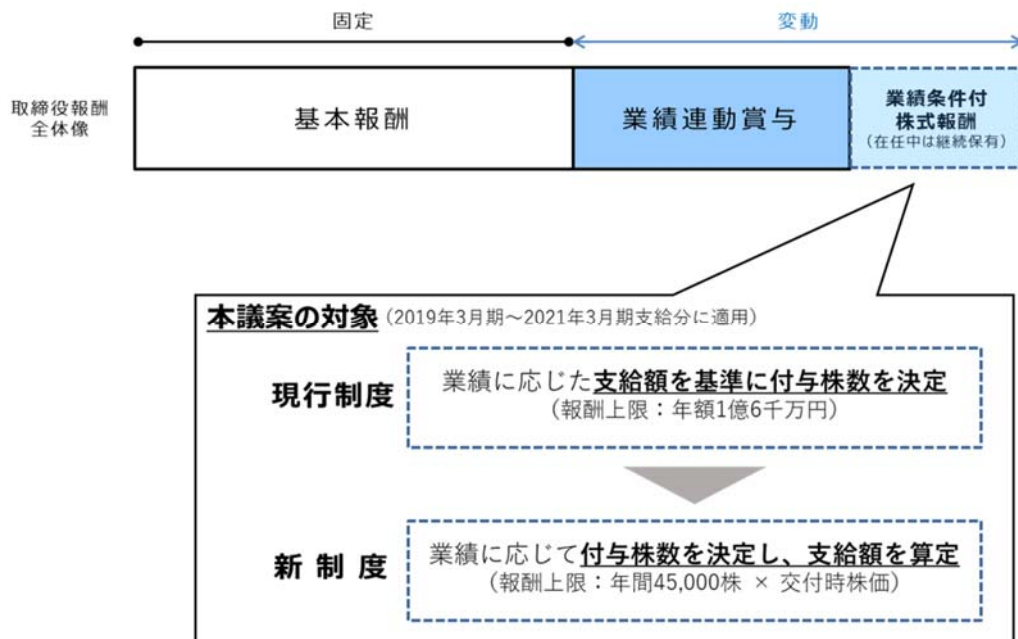 固定
変動
取締役報酬
全体像
基本報酬
業績連動賞与
業績条件付
株式報酬
（在任中は継続保有）
本議案の対象（2019年3月期～2021年3月期支給分に適用）
現行制度
業績に応じた支給額を基準に付与株数を決定
（報酬上限：年額1億6千万円）
新制度
業績に応じて付与株数を決定し、支給額を算定
（報酬上限：年間45,000株 × 交付時株価）